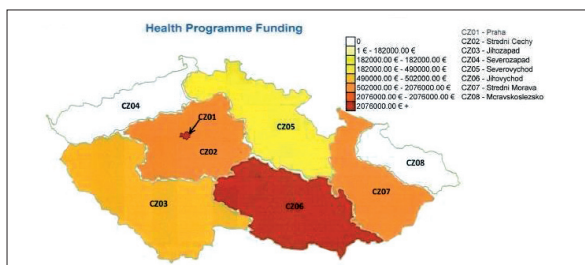 Health Programme Funding
0
1 € - 182000.00 €
182000.00 € - 182000.00 €
182000.00 € - 490000.00 €
490000.00 € - 502000.00 €
502000.00 € - 2076000.00 €
2076000.00 € - 2076000.00 €
2076000.00 € +
CZ01 - Praha
CZ02 - Stredni Cechy
CZ03 - Jihozapad
CZ04 - Severozapad
CZ05 - Severovychod
CZ06 - Jihovychod
CZ07 - Stredni Morava
CZ08 - Moravskoslezsko
CZ04
CZ01
CZ05
CZ02
CZ08
CZ03
CZ07
CZ06